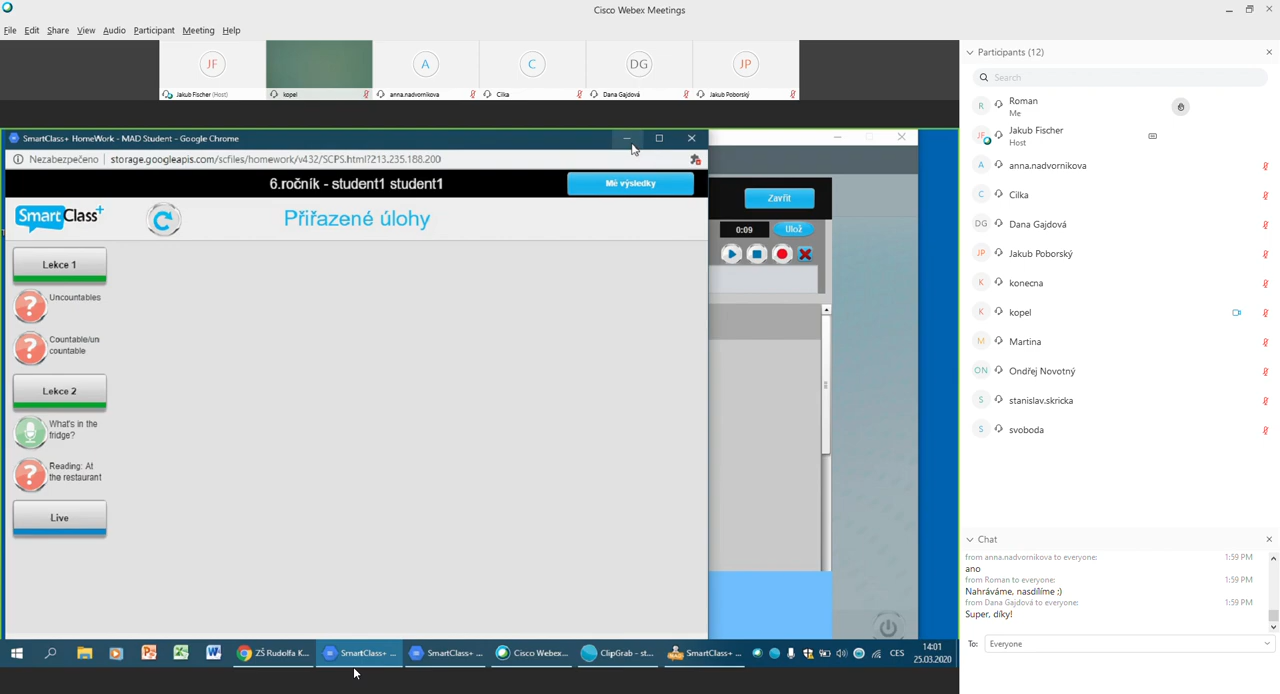 Cisco Webex Meetings
File Edit Share View Audio Participant Meeting Help
JF A C DG JP
Jakub Fischer (Host) kopel anna.nadvornikova Cilka Dana Gajdová Jakub Poborský
SmartClass+ HomeWork - MAD Student - Google Chrome
Nezabezpečeno storage.googleapis.com/scfiles/homework/v432/SCPS.html?213.235.188.200
6.ročník - student1 student1
Mé výsledky
SmartClass+
Přiřazené úlohy
Lekce 1
Uncountables
Countable/un
countable
Lekce 2
What's in the
fridge?
Reading: At
the restaurant
Live
Zavřít
0:09 Ulož
ZŠ Rudolfa K...
SmartClass+ ...
SmartClass+ ...
Cisco Webex...
ClipGrab - st...
SmartClass+ ...
CES
14:01
25.03.2020
Participants (12)
Search
R Roman
Me
JF Jakub Fischer
Host
A anna.nadvornikova
C Cilka
DG Dana Gajdová
JP Jakub Poborský
K konecna
K kopel
M Martina
ON Ondřej Novotný
S stanislav.skricka
S svoboda
Chat
from anna.nadvornikova to everyone: 1:59 PM
ano
from Roman to everyone: 1:59 PM
Nahráváme, nasdílíme ;)
from Dana Gajdová to everyone: 1:59 PM
Super, díky!
To: Everyone